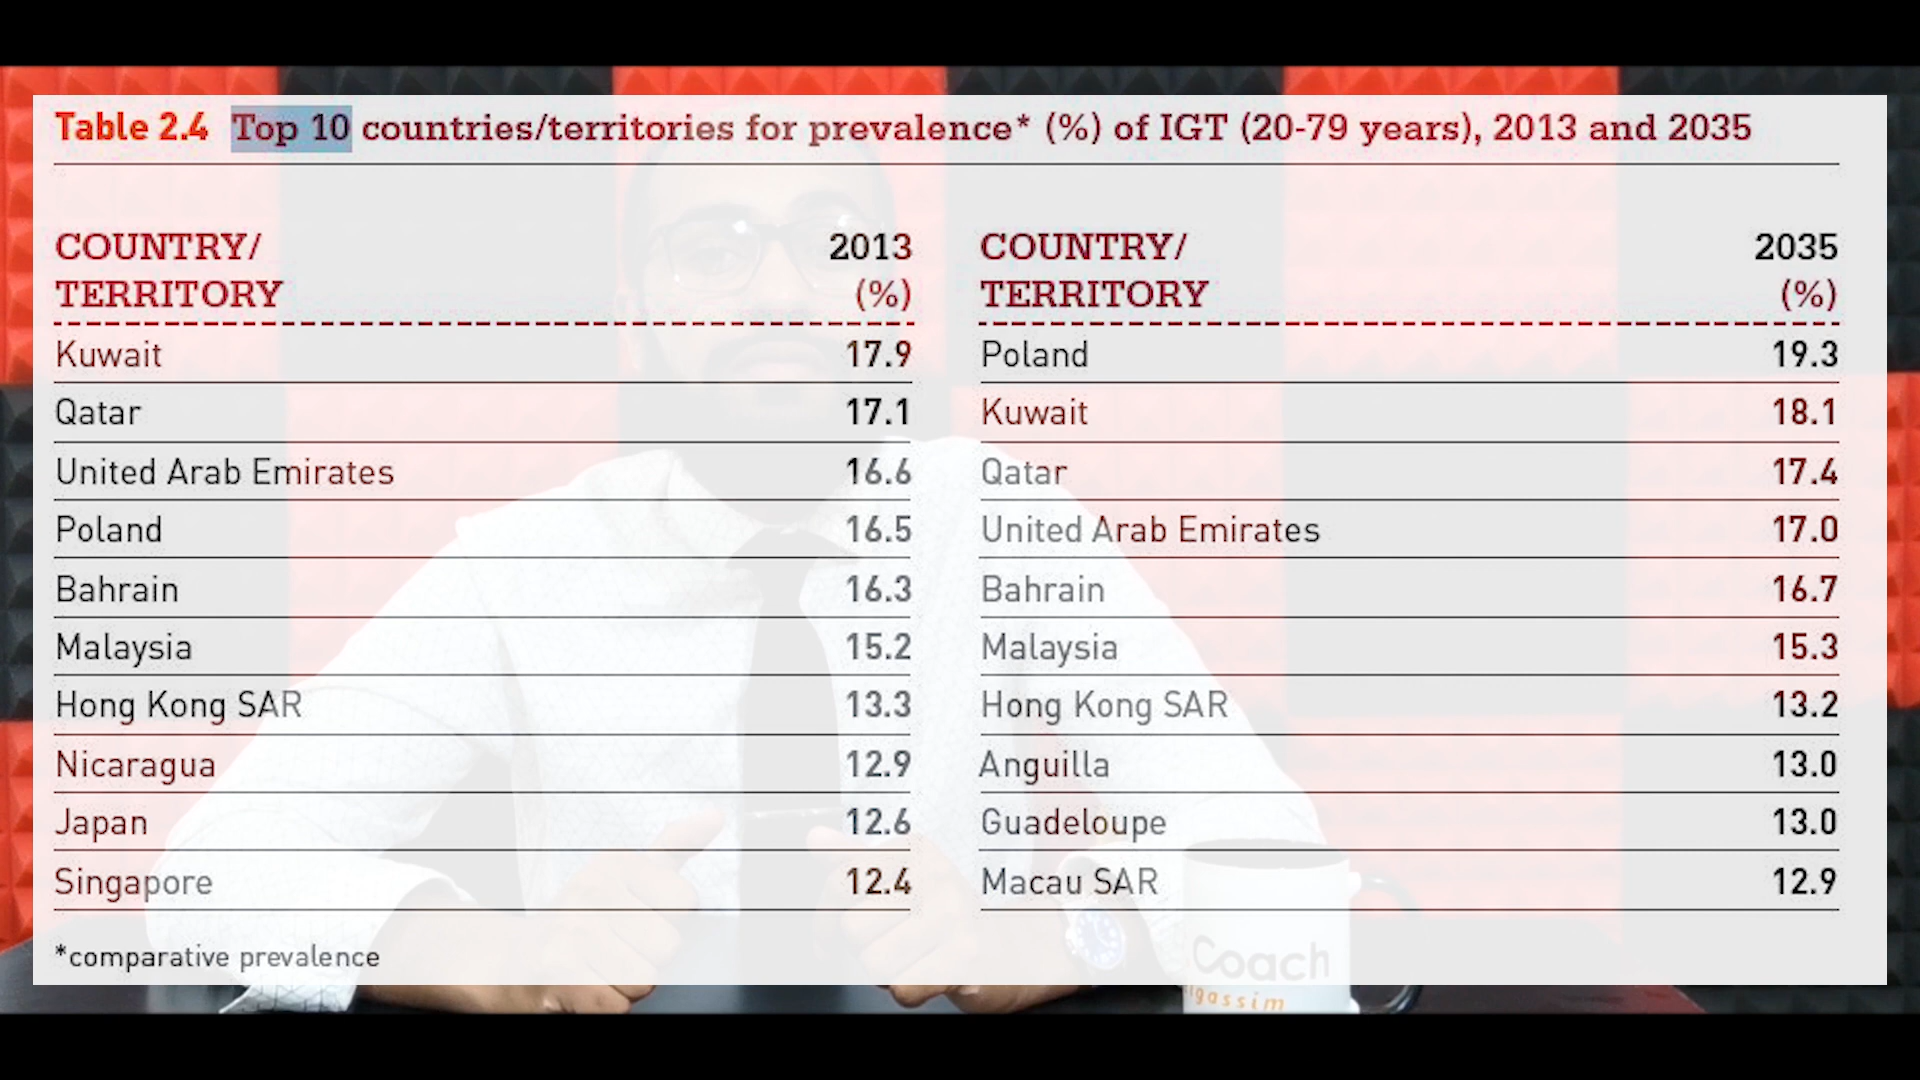 Table 2.4 Top 10 countries/territories for prevalence* (%) of IGT (20-79 years), 2013 and 2035
COUNTRY/
TERRITORY
2013
(%)
Kuwait 17.9
Qatar 17.1
United Arab Emirates 16.6
Poland 16.5
Bahrain 16.3
Malaysia 15.2
Hong Kong SAR 13.3
Nicaragua 12.9
Japan 12.6
Singapore 12.4
COUNTRY/
TERRITORY
2035
(%)
Poland 19.3
Kuwait 18.1
Qatar 17.4
United Arab Emirates 17.0
Bahrain 16.7
Malaysia 15.3
Hong Kong SAR 13.2
Anguilla 13.0
Guadeloupe 13.0
Macau SAR 12.9
*comparative prevalence
Coach